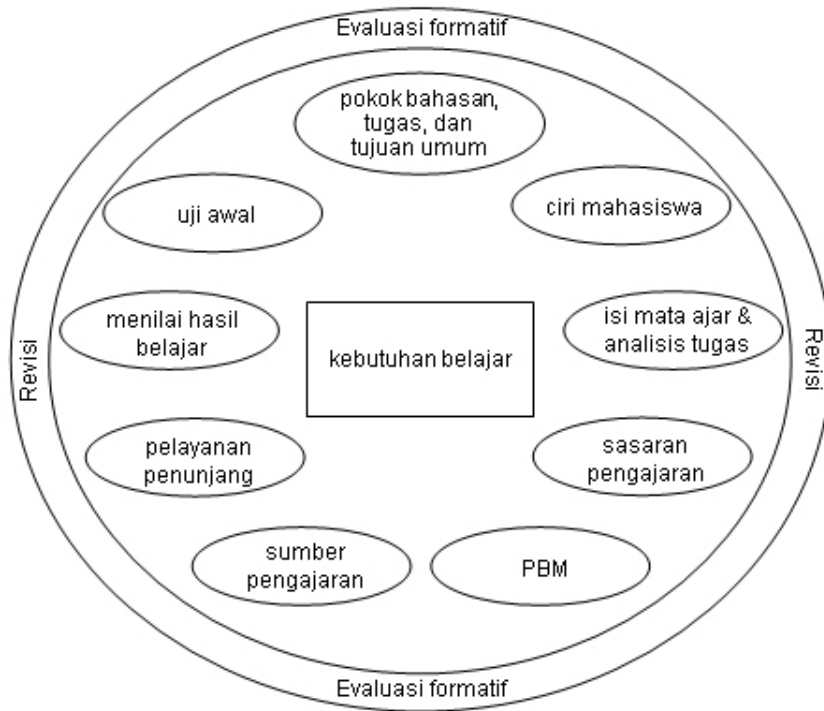 Evaluasi formatif
pokok bahasan,
tugas, dan
tujuan umum
uji awal
ciri mahasiswa
menilai hasil
belajar
isi mata ajar &
analisis tugas
kebutuhan belajar
Revisi
Revisi
pelayanan
penunjang
sasaran
pengajaran
sumber
pengajaran
PBM
Evaluasi formatif